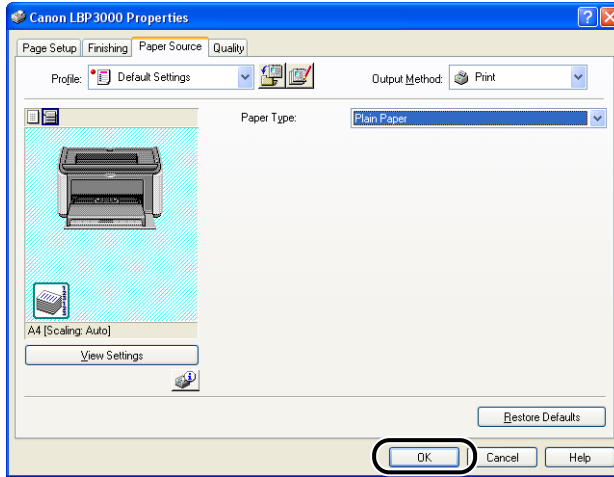 Canon LBP3000 Properties
Page Setup Finishing Paper Source Quality
Profile: Default Settings Output Method: Print
Paper Type: Plain Paper
A4 [Scaling: Auto]
View Settings
Restore Defaults
OK Cancel Help